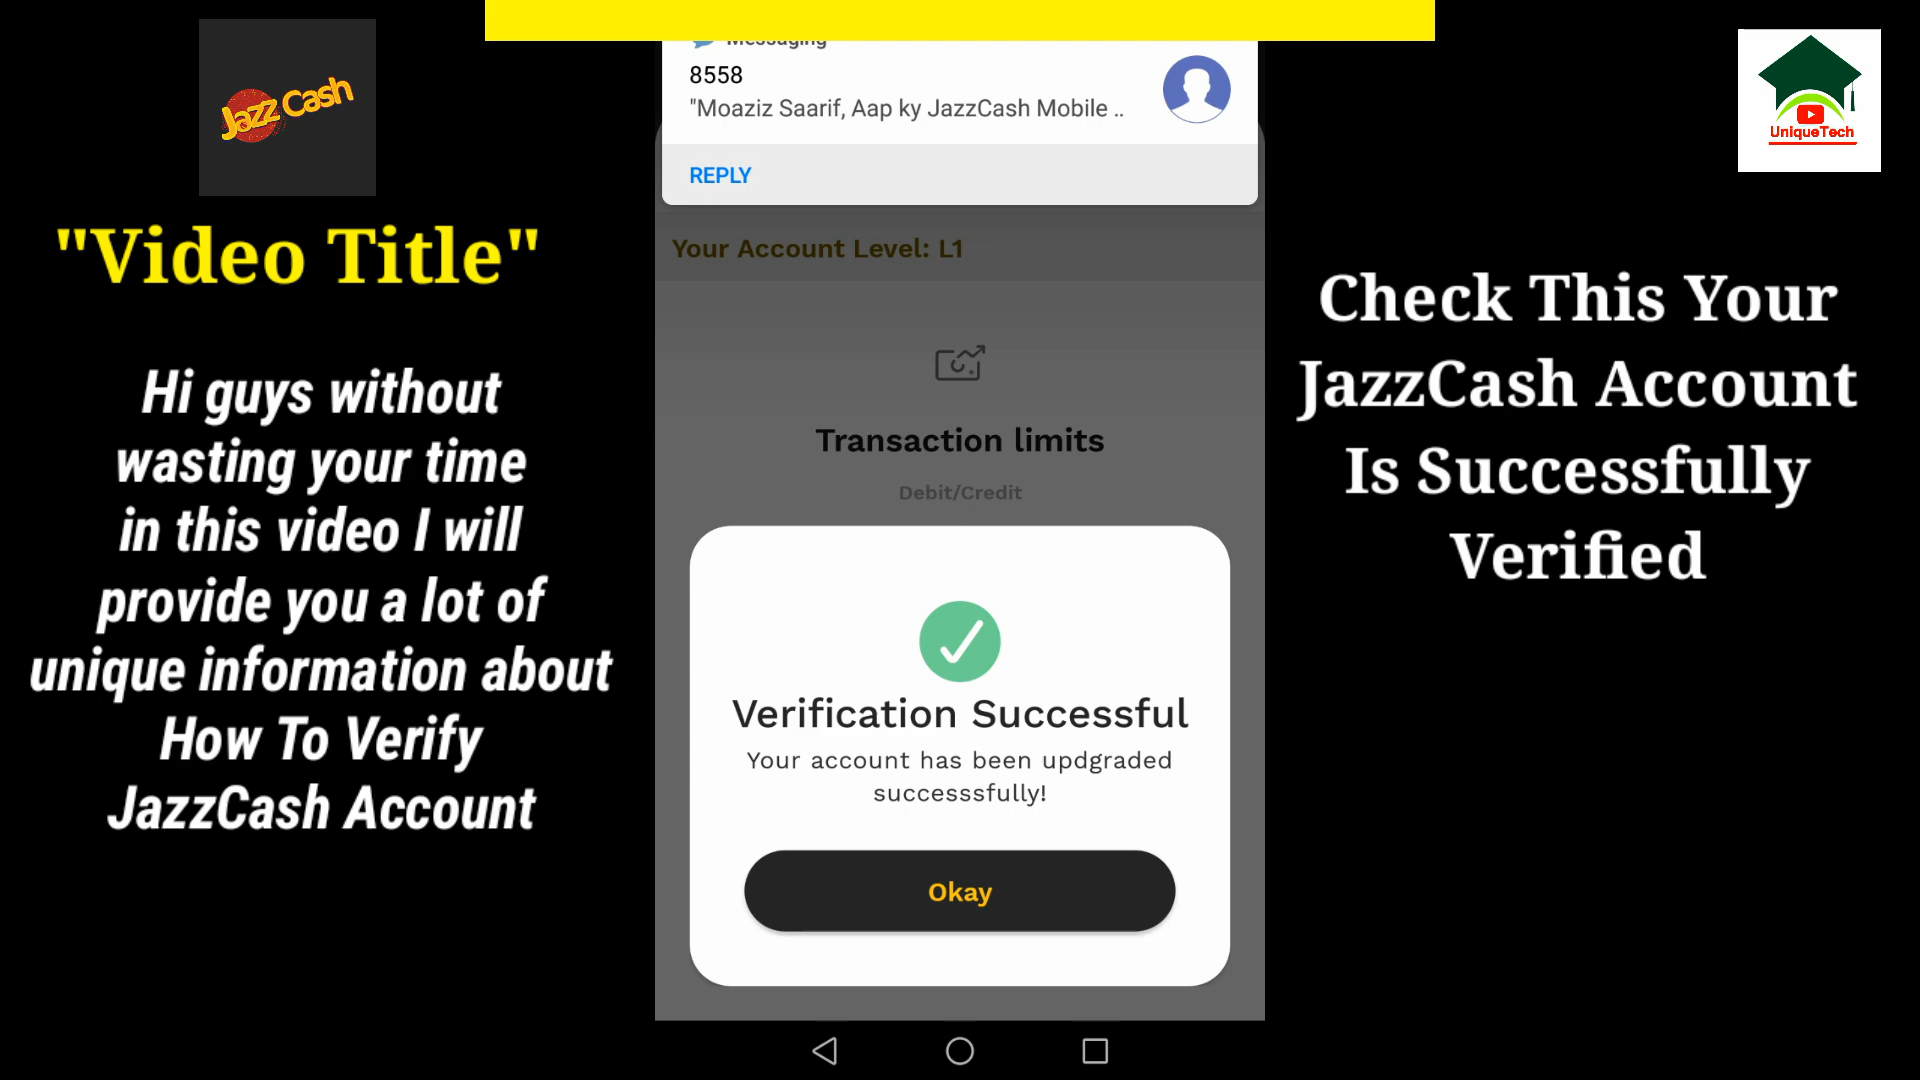 Jazz Cash
"Video Title"
Hi guys without
wasting your time
in this video I will
provide you a lot of
unique information about
How To Verify
JazzCash Account
Messaging
8558
"Moaziz Saarif, Aap ky JazzCash Mobile ..
REPLY
Your Account Level: L1
Transaction limits
Debit/Credit
Verification Successful
Your account has been updgraded
successsfully!
Okay
UniqueTech
Check This Your
JazzCash Account
Is Successfully
Verified